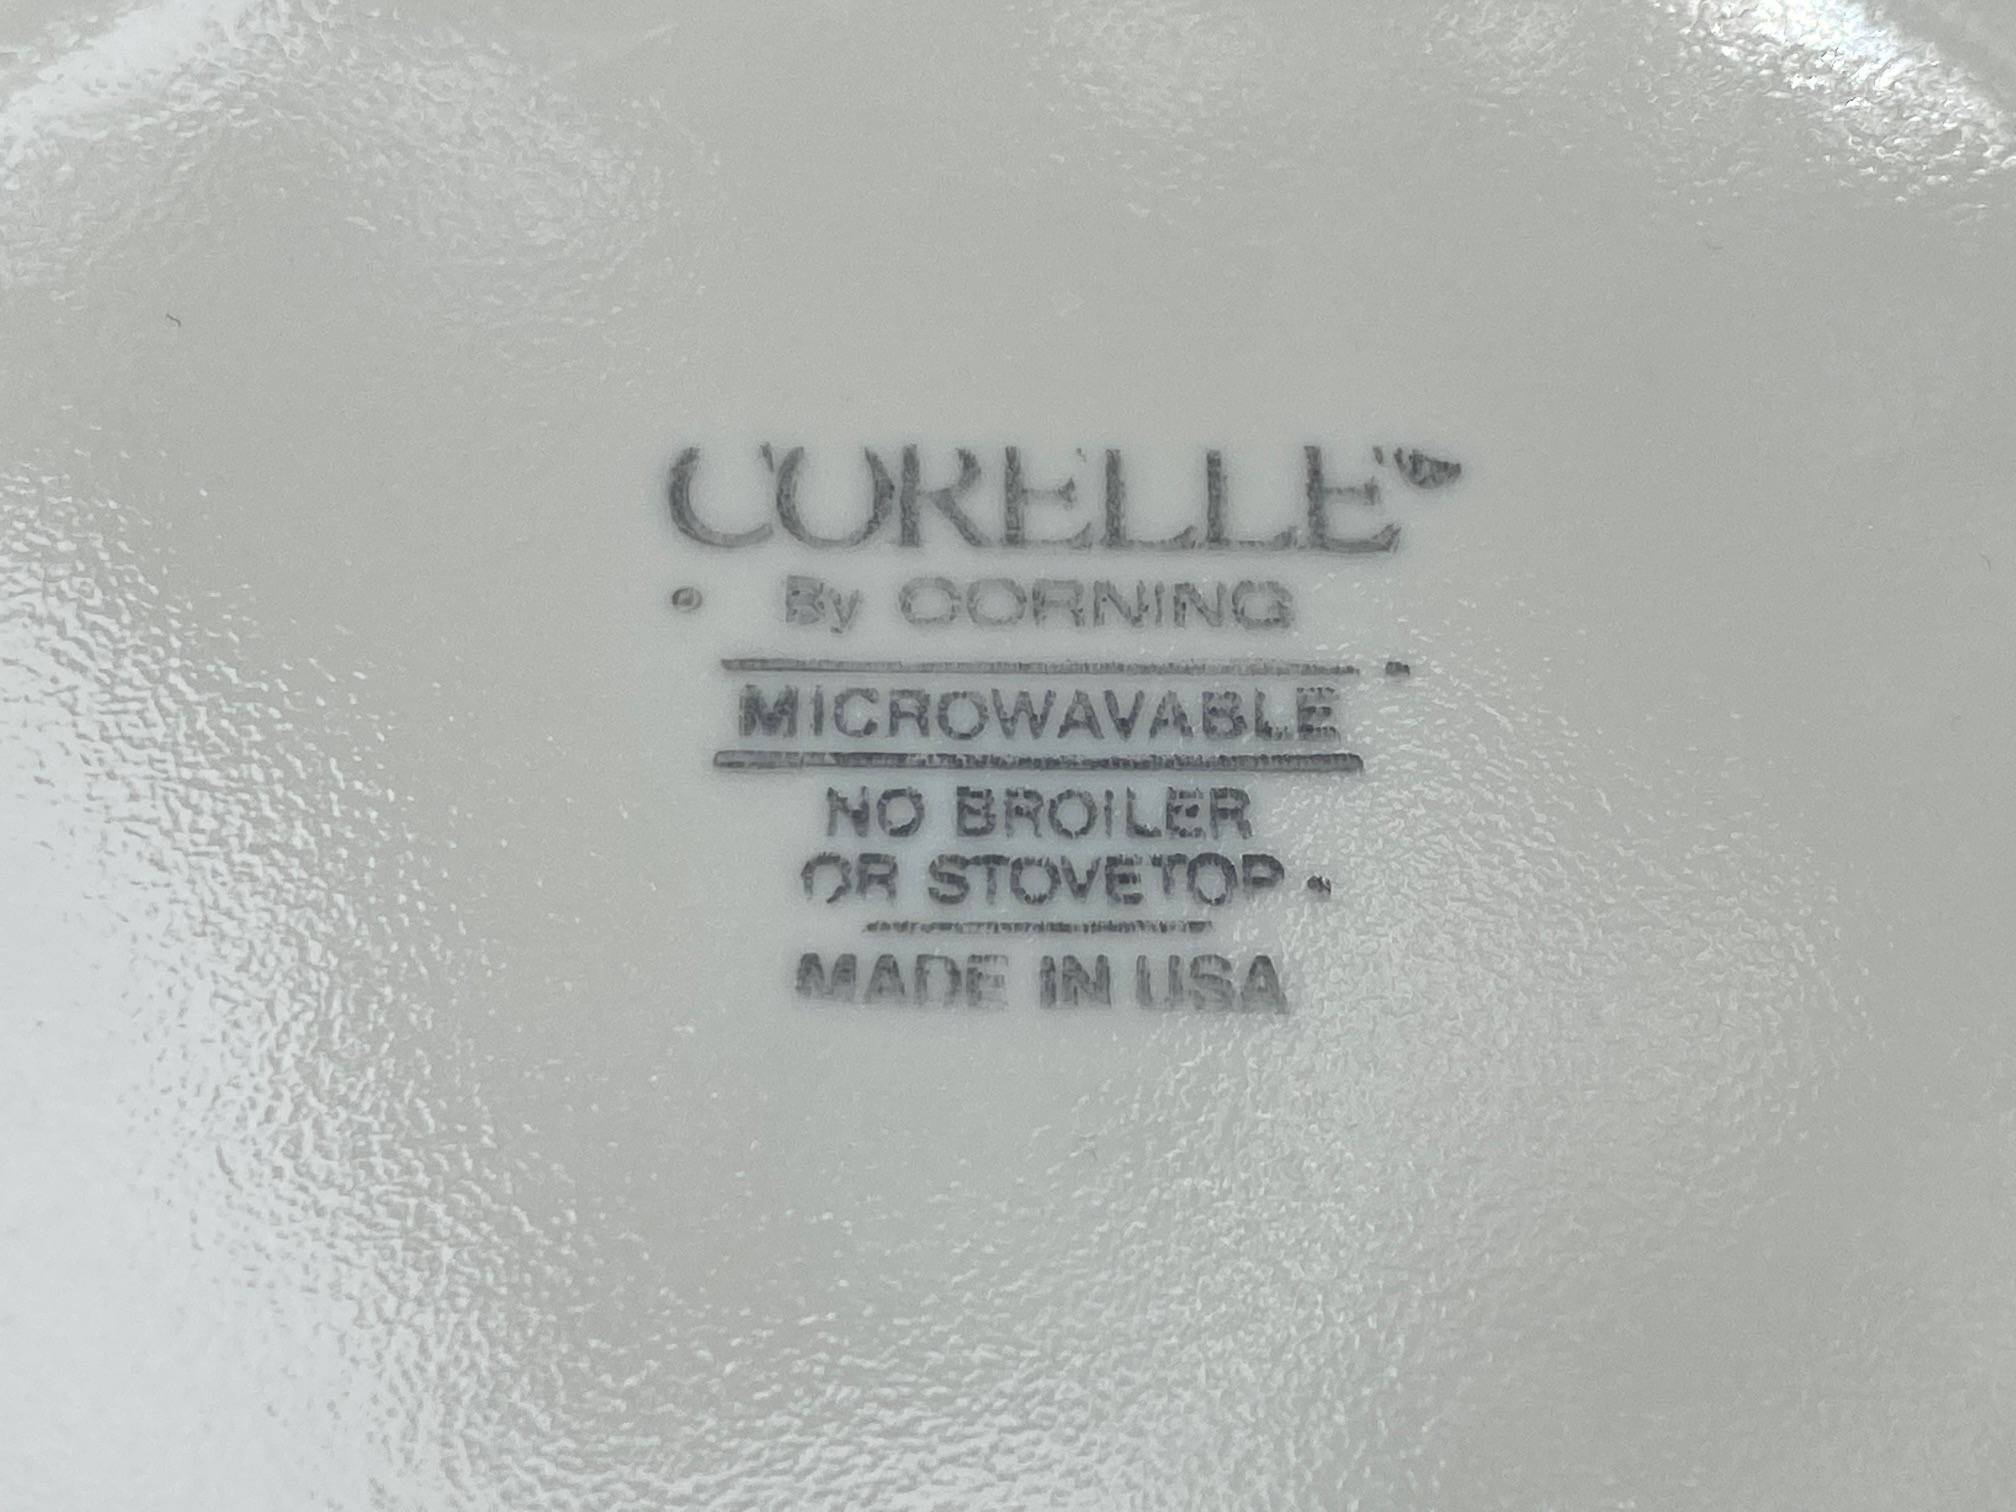 CORELLE
By CORNING
MICROWAVABLE
NO BROILER
OR STOVETOP
MADE IN USA